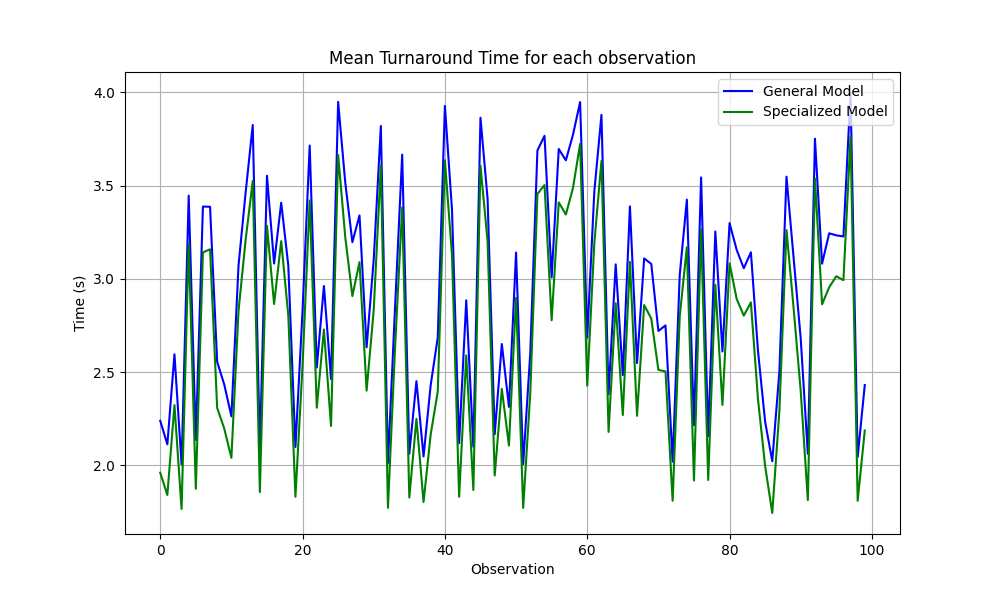 Mean Turnaround Time for each observation
General Model
Specialized Model
4.0
3.5
3.0
2.5
2.0
Time (s)
0
20
40
60
80
100
Observation